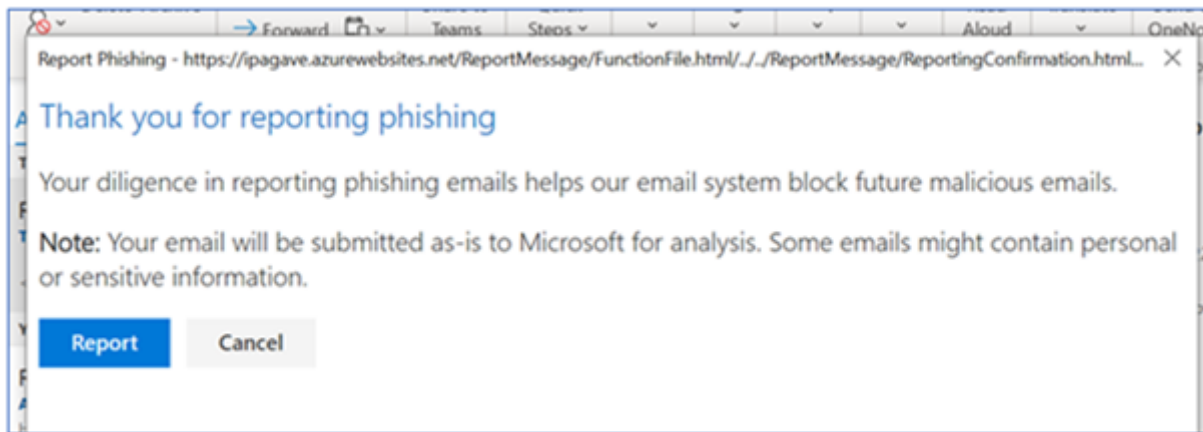 Forward
Teams
Steps
Aloud
Report Phishing - https://ipagave.azurewebsites.net/ReportMessage/FunctionFile.html/../../ReportMessage/ReportingConfirmation.html...
Thank you for reporting phishing
Your diligence in reporting phishing emails helps our email system block future malicious emails.
Note: Your email will be submitted as-is to Microsoft for analysis. Some emails might contain personal
or sensitive information.
Report
Cancel